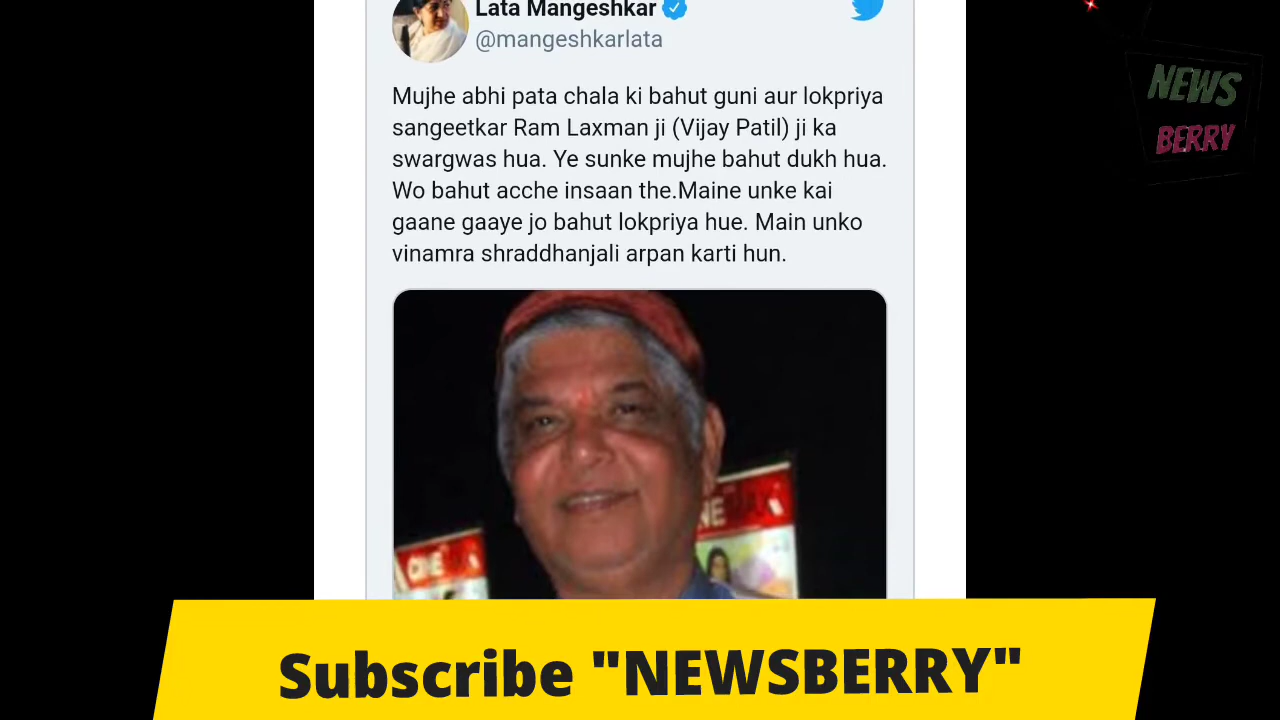 Lata Mangeshkar
@mangeshkarlata
NEWS
BERRY
Mujhe abhi pata chala ki bahut guni aur lokpriya
sangeetkar Ram Laxman ji (Vijay Patil) ji ka
swargwas hua. Ye sunke mujhe bahut dukh hua.
Wo bahut acche insaan the.Maine unke kai
gaane gaaye jo bahut lokpriya hue. Main unko
vinamra shraddhanjali arpan karti hun.
Subscribe "NEWSBERRY"